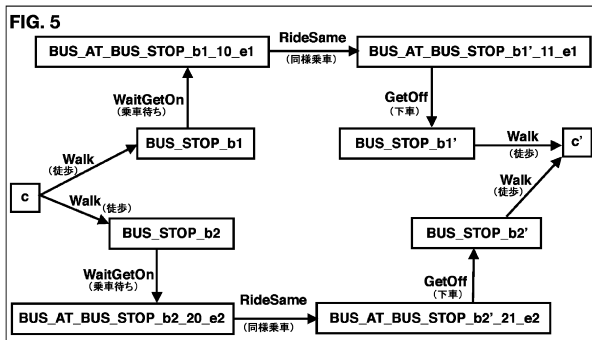 FIG. 5
BUS_AT_BUS_STOP_b1_10_e1
RideSame
(同様乗車)
BUS_AT_BUS_STOP_b1'_11_e1
WaitGetOn
(乗車待ち)
GetOff
(下車)
BUS_STOP_b1
BUS_STOP_b1'
Walk
(徒歩)
c'
Walk
(徒歩)
Walk
(徒歩)
c
Walk
(徒歩)
BUS_STOP_b2
BUS_STOP_b2'
WaitGetOn
(乗車待ち)
GetOff
(下車)
BUS_AT_BUS_STOP_b2_20_e2
RideSame
(同様乗車)
BUS_AT_BUS_STOP_b2'_21_e2